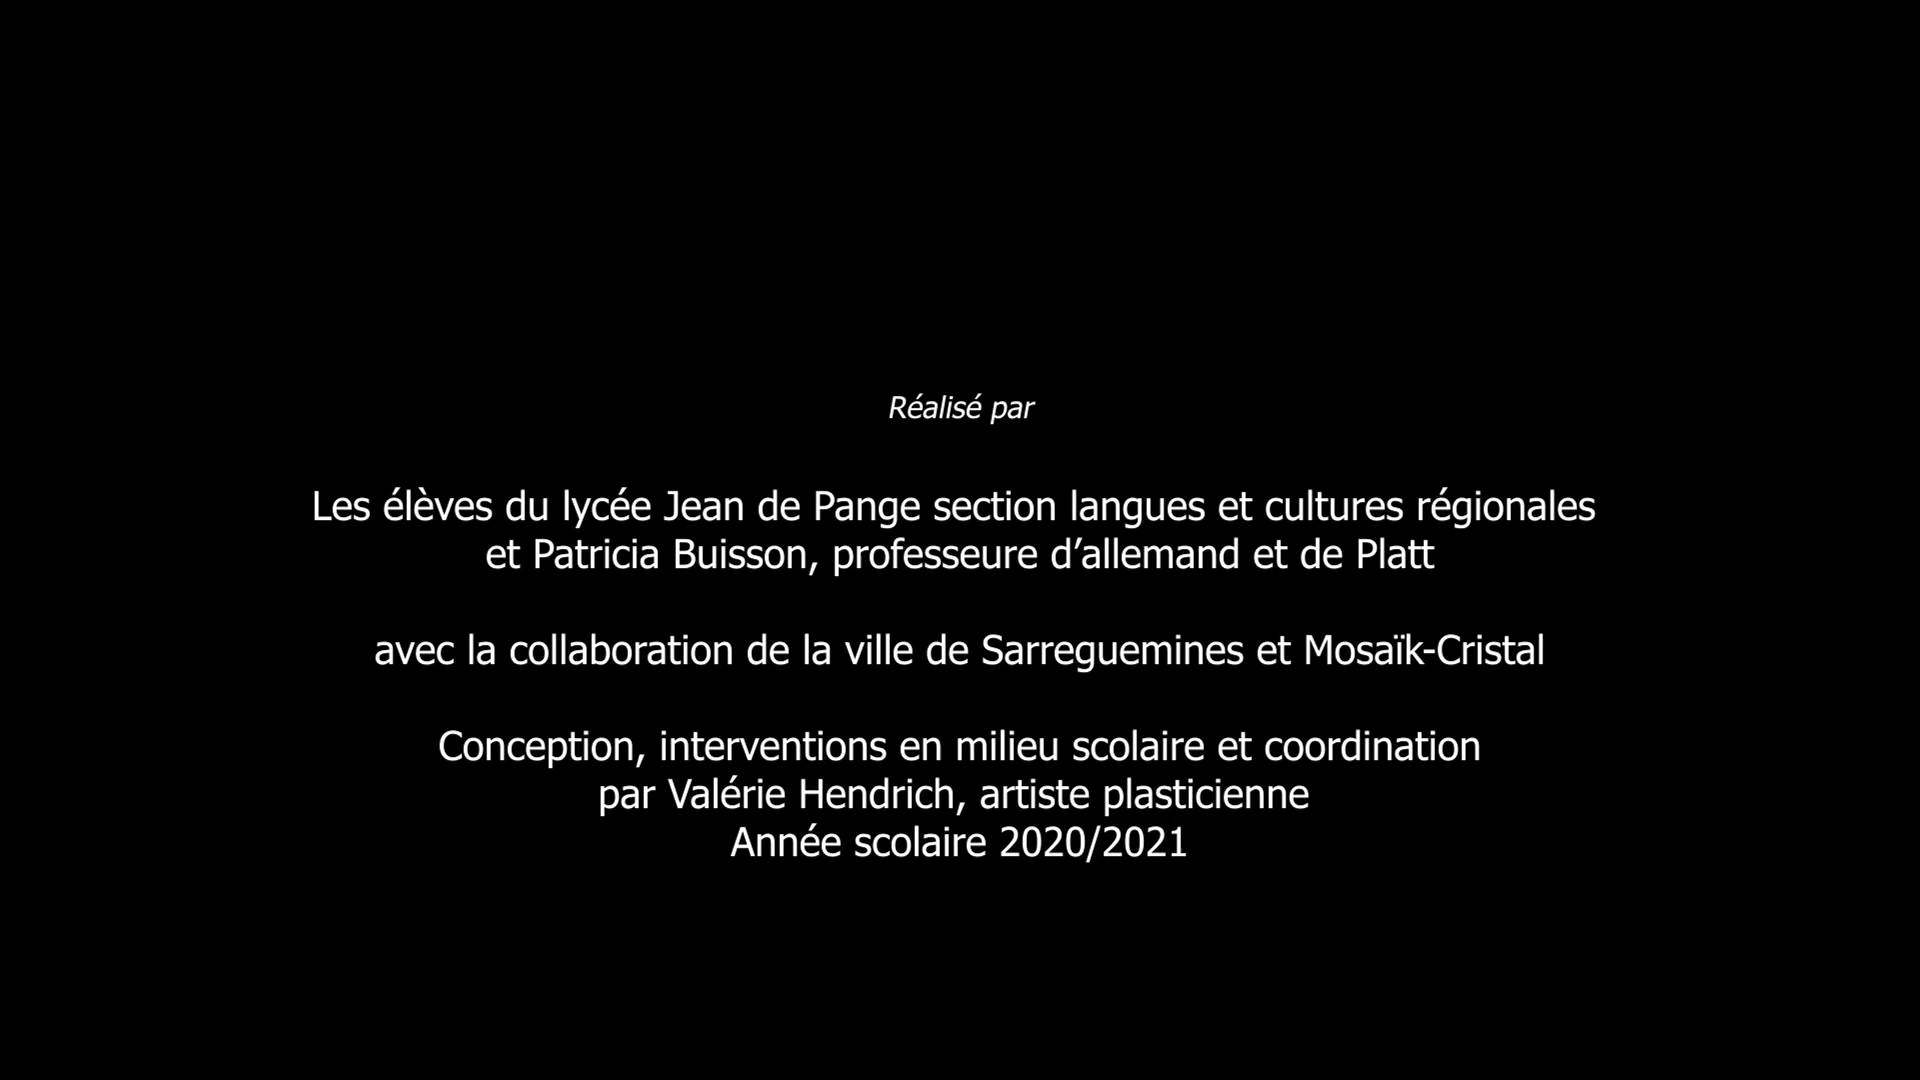 Réalisé par
Les élèves du lycée Jean de Pange section langues et cultures régionales
et Patricia Buisson, professeure d’allemand et de Platt
avec la collaboration de la ville de Sarreguemines et Mosaïk-Cristal
Conception, interventions en milieu scolaire et coordination
par Valérie Hendrich, artiste plasticienne
Année scolaire 2020/2021